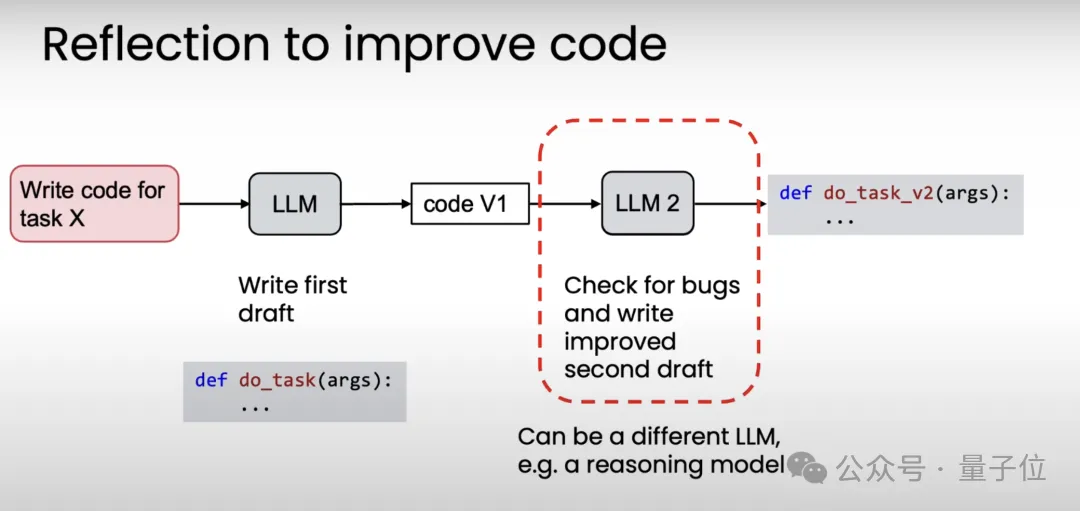 Reflection to improve code
Write code for
task X
LLM
code V1
LLM 2
def do_task_v2(args):
...
Write first
draft
Check for bugs
and write
improved
second draft
def do_task(args):
...
Can be a different LLM,
e.g. a reasoning model
公众号 · 量子位